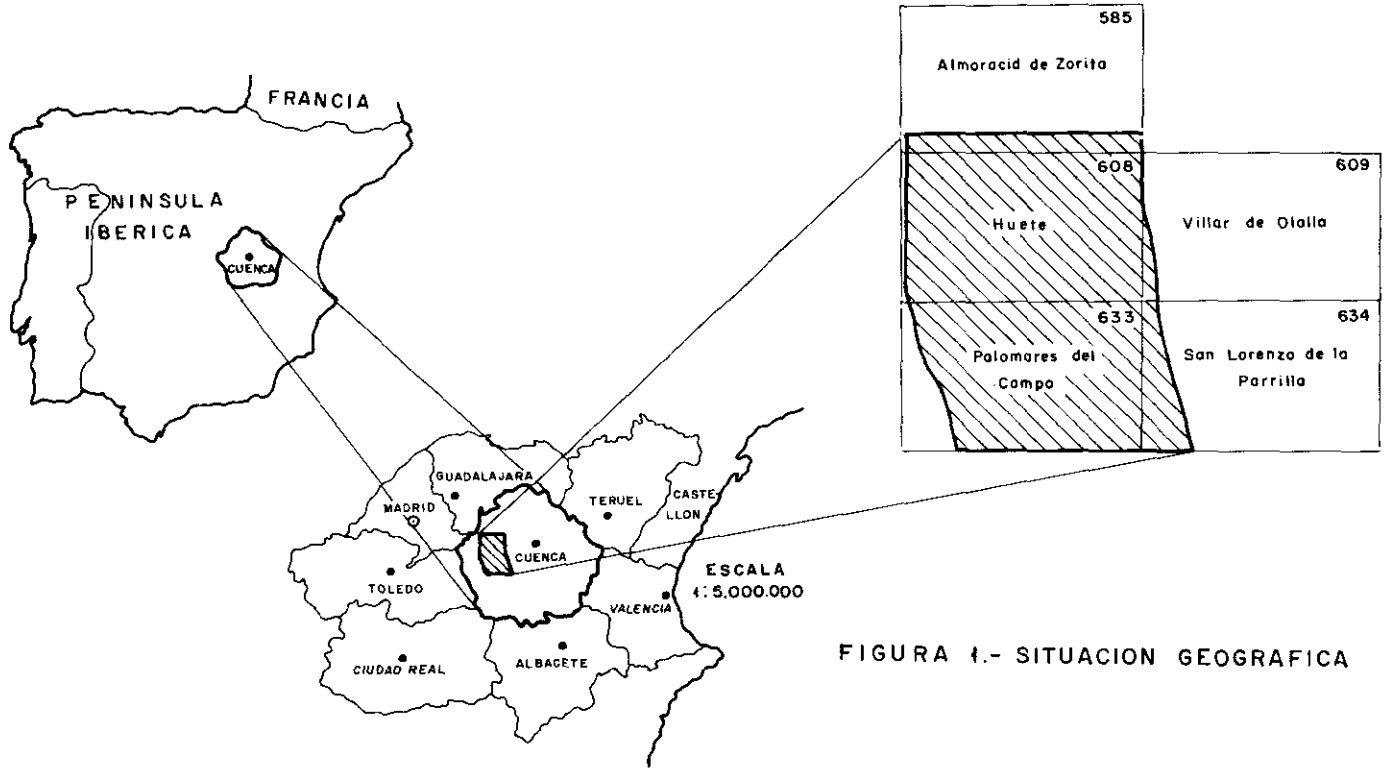 FRANCIA
PENINSULA
IBERICA
CUENCA
585
Almoracid de Zorita
608
Huete
609
Villar de Olalla
633
Palomares del
Campo
634
San Lorenzo de la
Parrilla
GUADALAJARA
MADRID
TERUEL
CASTE
LLON
CUENCA
TOLEDO
ESCALA
1:5.000.000
VALENCIA
CIUDAD REAL
ALBACETE
FIGURA 1.- SITUACION GEOGRAFICA